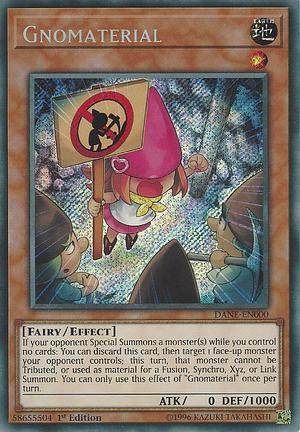 GNOMATERIAL
EARTH
地
DANE-EN000
[FAIRY/EFFECT]
If your opponent Special Summons a monster(s) while you control
no cards: You can discard this card, then target 1 face-up monster
your opponent controls; this turn, that monster cannot be
Tributed, or used as material for a Fusion, Synchro, Xyz, or Link
Summon. You can only use this effect of "Gnomaterial" once per
turn.
ATK/ 0 DEF/1000
58655504 1st Edition ©1996 KAZUKI TAKAHASHI